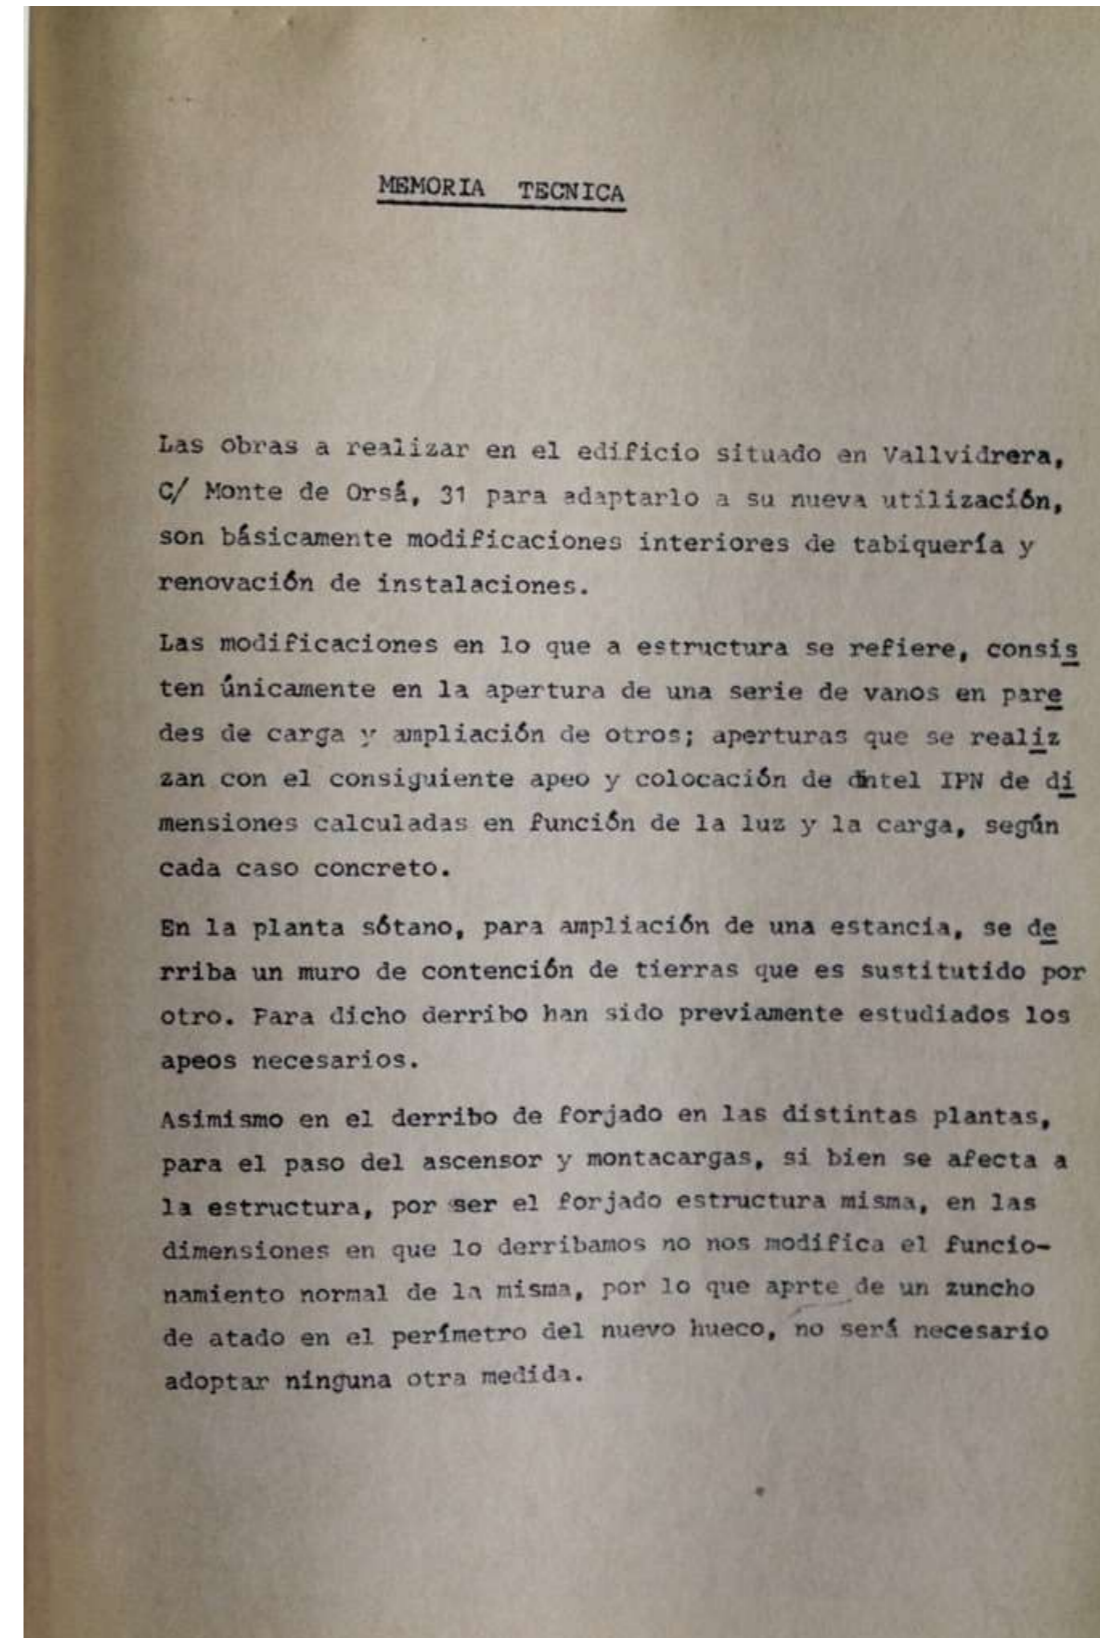 MEMORIA TECNICA
Las obras a realizar en el edificio situado en Vallvidrera,
C/ Monte de Orsá, 31 para adaptarlo a su nueva utilización,
son básicamente modificaciones interiores de tabiquería y
renovación de instalaciones.
Las modificaciones en lo que a estructura se refiere, consis
ten únicamente en la apertura de una serie de vanos en pare
des de carga y ampliación de otros; aperturas que se realiz
zan con el consiguiente apeo y colocación de dintel IPN de di
mensiones calculadas en función de la luz y la carga, según
cada caso concreto.
En la planta sótano, para ampliación de una estancia, se de
rriba un muro de contención de tierras que es sustitutido por
otro. Para dicho derribo han sido previamente estudiados los
apeos necesarios.
Asimismo en el derribo de forjado en las distintas plantas,
para el paso del ascensor y montacargas, si bien se afecta a
la estructura, por ser el forjado estructura misma, en las
dimensiones en que lo derribamos no nos modifica el funcio-
namiento normal de la misma, por lo que aprte de un zuncho
de atado en el perímetro del nuevo hueco, no será necesario
adoptar ninguna otra medida.